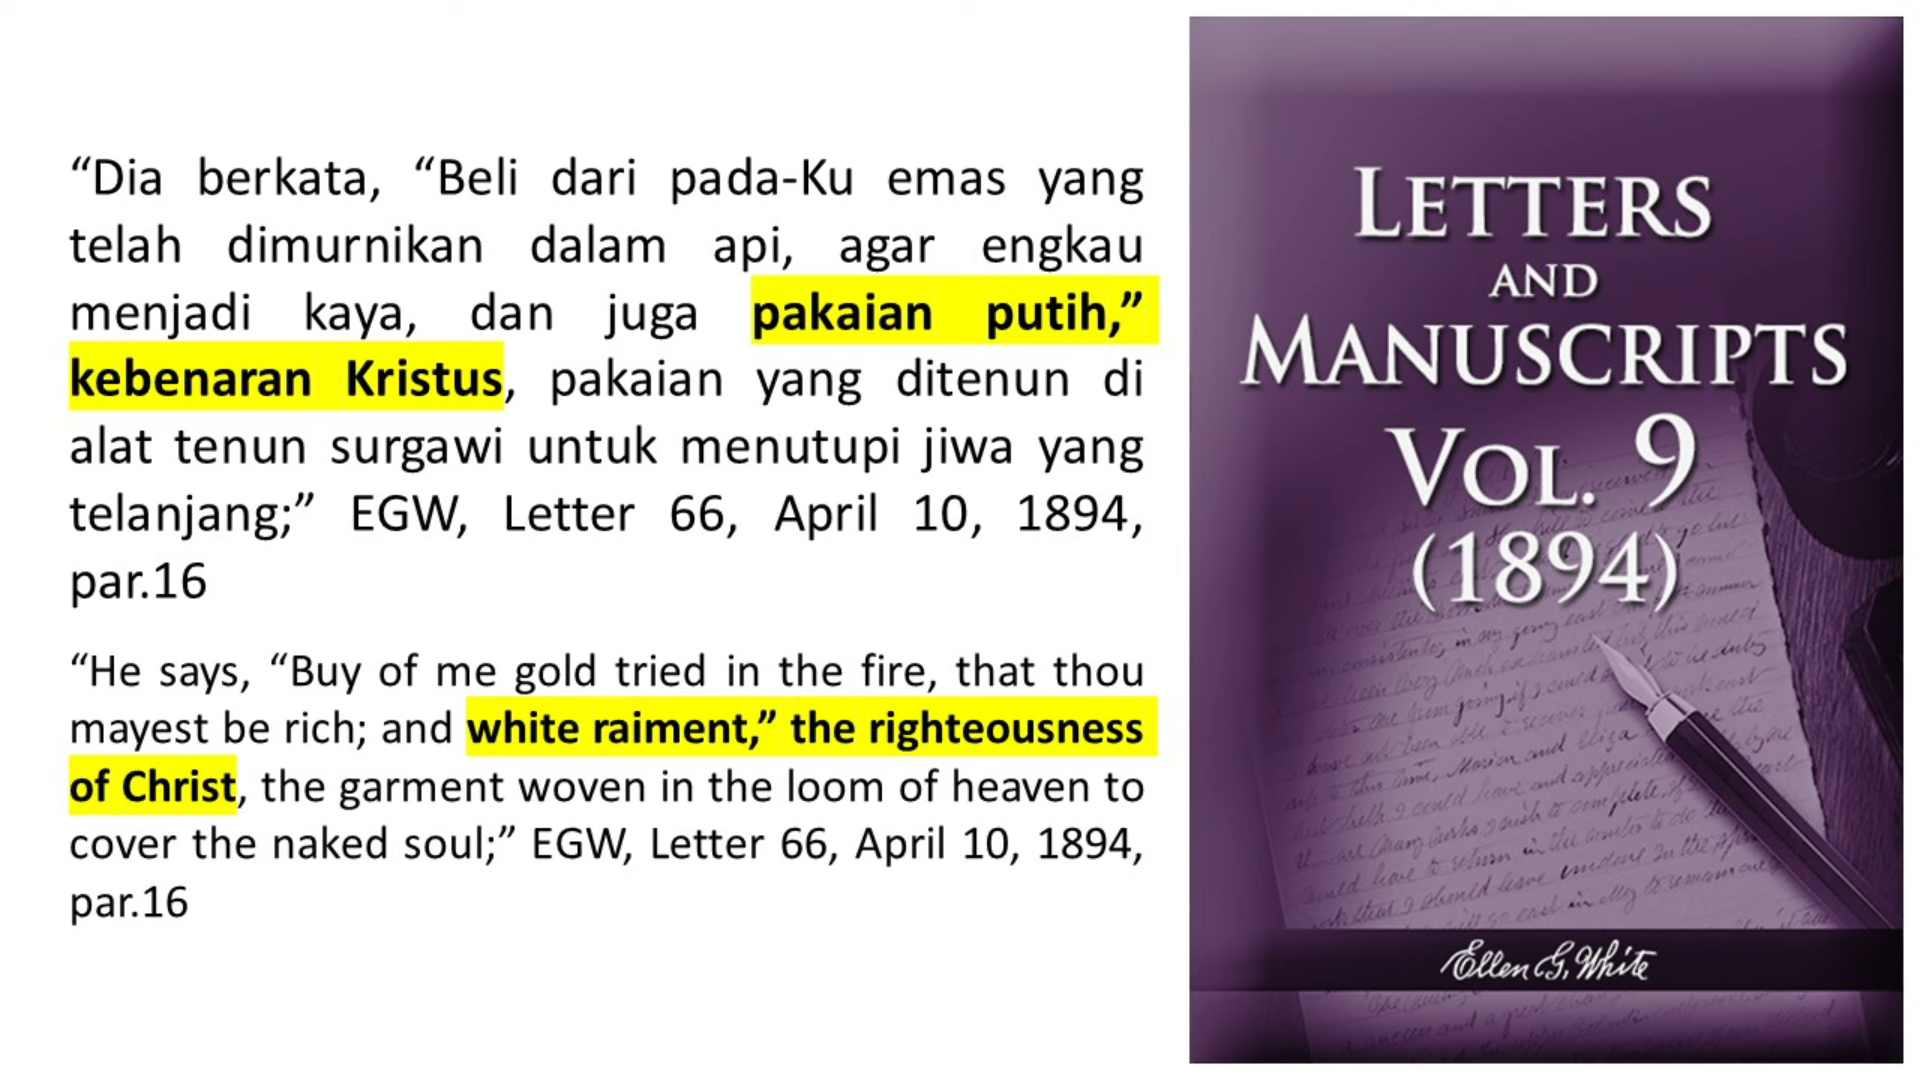 “Dia berkata, “Beli dari pada-Ku emas yang
telah dimurnikan dalam api, agar engkau
menjadi kaya, dan juga pakaian putih,”
kebenaran Kristus, pakaian yang ditenun di
alat tenun surgawi untuk menutupi jiwa yang
telanjang;” EGW, Letter 66, April 10, 1894,
par.16
“He says, “Buy of me gold tried in the fire, that thou
mayest be rich; and white raiment,” the righteousness
of Christ, the garment woven in the loom of heaven to
cover the naked soul;” EGW, Letter 66, April 10, 1894,
par.16
LETTERS
AND
MANUSCRIPTS
VOL. 9
(1894)
Ellen G. White